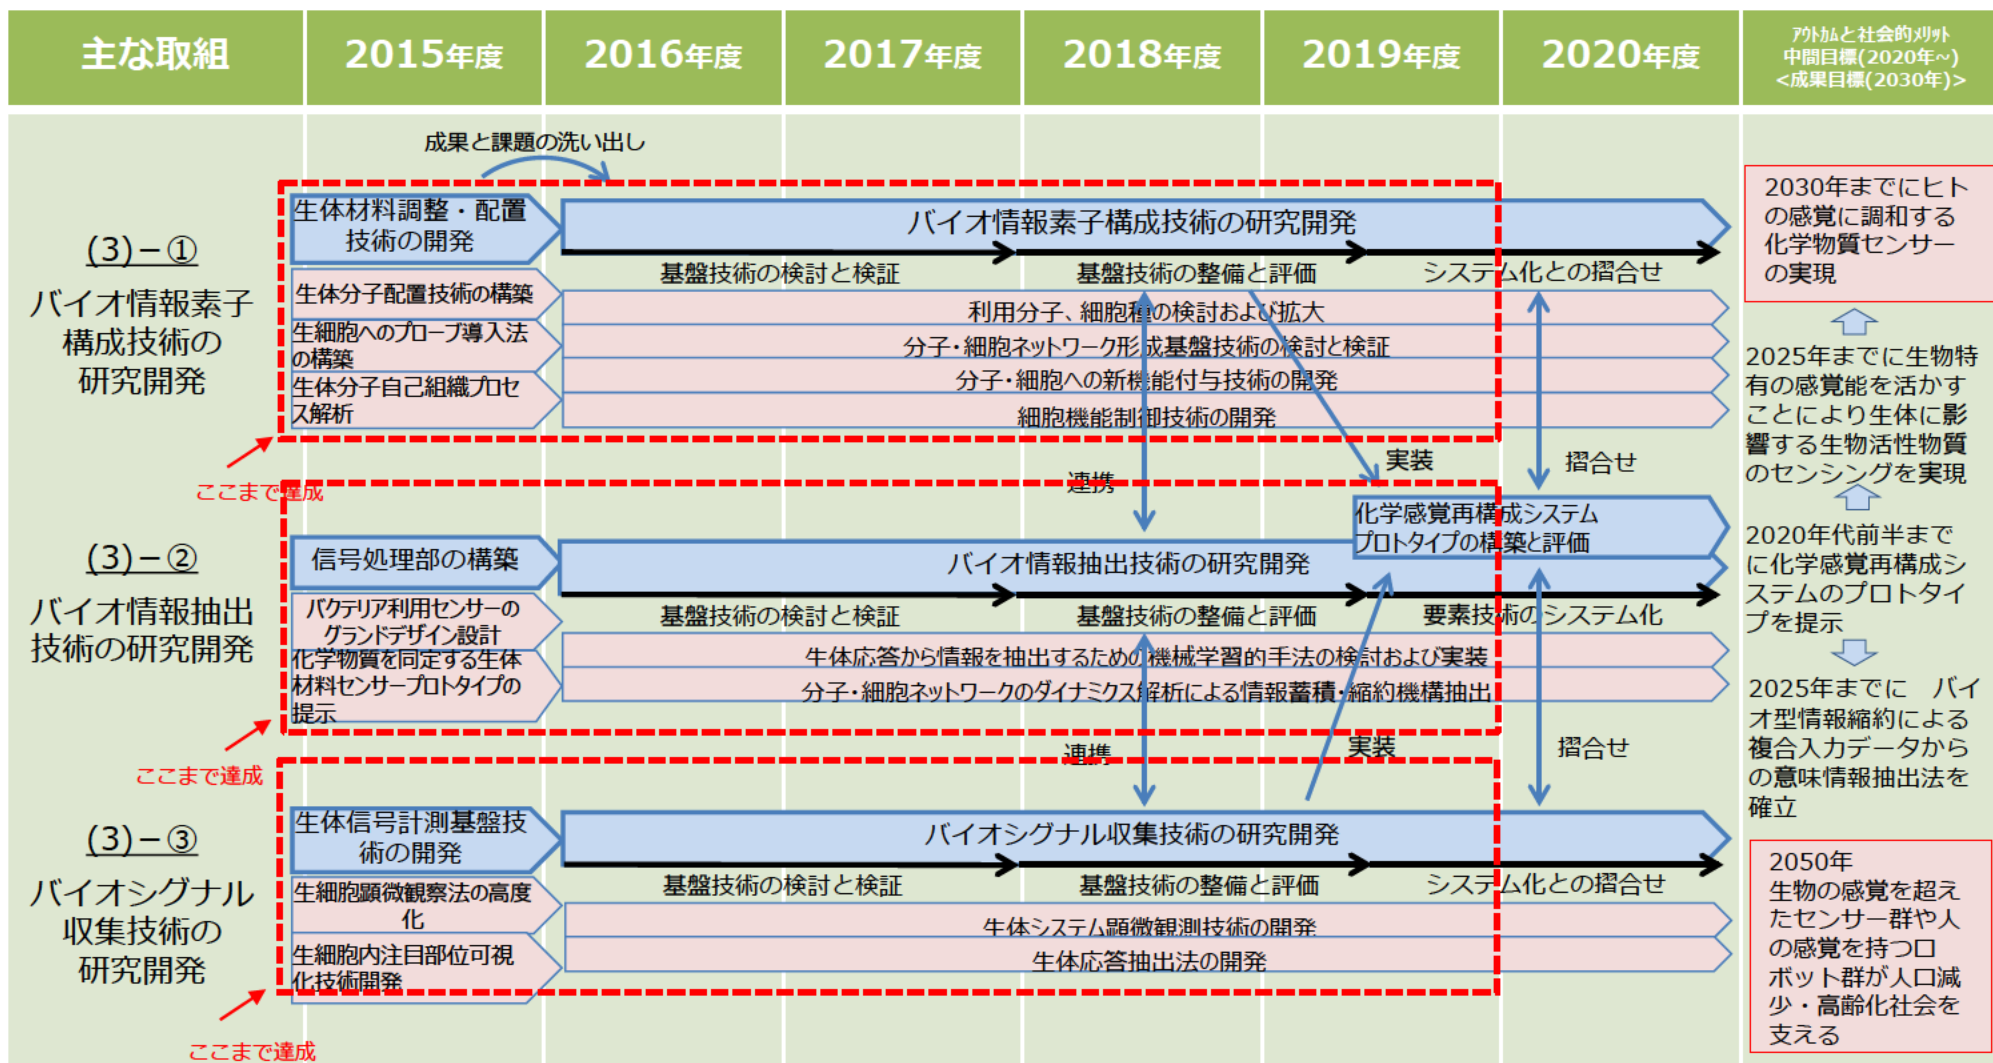 主な取組
2015年度
2016年度
2017年度
2018年度
2019年度
2020年度
アウトカムと社会的メリット
中間目標(2020年~)
<成果目標(2030年)>
成果と課題の洗い出し
(3)-①
バイオ情報素子
構成技術の
研究開発
生体材料調整・配置
技術の開発
バイオ情報素子構成技術の研究開発
基盤技術の検討と検証
基盤技術の整備と評価
システム化との摺合せ
生体分子配置技術の構築
生細胞へのプローブ導入法
の構築
生体分子自己組織プロセ
ス解析
利用分子、細胞種の検討および拡大
分子・細胞ネットワーク形成基盤技術の検討と検証
分子・細胞への新機能付与技術の開発
細胞機能制御技術の開発
ここまで達成
連携
実装
摺合せ
(3)-②
バイオ情報抽出
技術の研究開発
信号処理部の構築
バイオ情報抽出技術の研究開発
化学感覚再構成システム
プロトタイプの構築と評価
基盤技術の検討と検証
基盤技術の整備と評価
要素技術のシステム化
バクテリア利用センサーの
グランドデザイン設計
化学物質を同定する生体
材料センサープロトタイプの
提示
生体応答から情報を抽出するための機械学習的手法の検討および実装
分子・細胞ネットワークのダイナミクス解析による情報蓄積・縮約機構抽出
ここまで達成
連携
実装
摺合せ
(3)-③
バイオシグナル
収集技術の
研究開発
生体信号計測基盤技
術の開発
バイオシグナル収集技術の研究開発
基盤技術の検討と検証
基盤技術の整備と評価
システム化との摺合せ
生細胞顕微観察法の高度
化
生細胞内注目部位可視
化技術開発
生体システム顕微観測技術の開発
生体応答抽出法の開発
ここまで達成
2030年までにヒト
の感覚に調和する
化学物質センサー
の実現
2025年までに生物特
有の感覚能を活かす
ことにより生体に影
響する生物活性物質
のセンシングを実現
2020年代前半まで
に化学感覚再構成シ
ステムのプロトタイ
プを提示
2025年までに　バイ
オ型情報縮約による
複合入力データから
の意味情報抽出法を
確立
2050年
生物の感覚を超え
たセンサー群や人
の感覚を持つロ
ボット群が人口減
少・高齢化社会を
支える